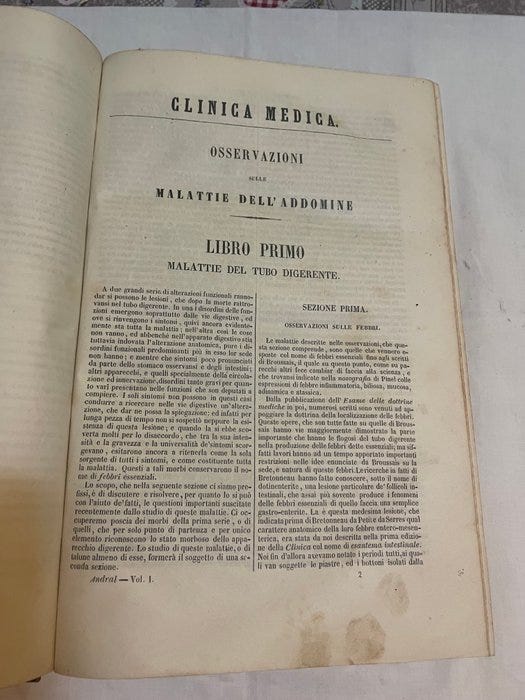 CLINICA MEDICA.
OSSERVAZIONI
SULLE
MALATTIE DELL'ADDOMINE
LIBRO PRIMO
MALATTIE DEL TUBO DIGERENTE.
A due grandi serie di alterazioni funzionali rannodar
si possono le lesioni, che dopo la morte rattrovansi
nel tubo digerente. In una i disordini delle funzioni
emergono soprattutto dalle vie digestive, ed
ove si rinvengono i sintomi, quivi ancora evidentemente
sta tutta la malattia; nell'altra così le cose
non vanno, ed abbenchè nell'apparato digestivo stia
tuttavia indovata l'alterazione anatomica, pure i disordini
funzionali predominanti più in esso lor sede
non hanno; e mentre che sintomi poco pronunciati
da parte dello stomaco osservansi e degl'intestini;
altri apparecchi, e quelli specialmente della circolazione
ed innervazione, disordini tanto gravi per quanto
vari presentano nelle funzioni che son deputati a
compiere. I soli sintomi non possono in questi casi
condurre a ricercare nelle vie digestive un'alterazione,
che dar ne possa la spiegazione; ed infatti per
lunga pezza di tempo non si sospettò neppure la esistenza
di questa lesione; e quando la si ebbe scoverta
molti per lo disseccedo, che tra la sua intensità
e la gravezza e la universalità de'sintomi scorgevano,
esitarono ancora a ritenerla come la sola
sorgente di tutti i sintomi, e come costituente tutta
la malattia. Questi a tali morbi conservarono il nome
di febbri essenziali.
Lo scopo, che nella seguente sezione ci siamo prefissi,
è di discutere e risolvere, per quanto lo si può
con l'aiuto de'fatti, le questioni importanti suscitate
recentemente dallo studio di queste malattie. Ci occuperemo
poscia dei morbi della prima serie, o di
quelli, che per solo punto di partenza e per unico
elemento riconoscono lo stato morboso dello apparecchio
digerente. Lo studio di queste malattie, o di
talune almeno di esse, formerà il soggetto di una seconda
sezione.
Andral — Vol. I.
SEZIONE PRIMA.
OSSERVAZIONI SULLE FEBBRI.
Le malattie descritte nelle osservazioni, che questa
sezione comprende, sono quelle che vennero esposte
col nome di febbri essenziali fino agli scritti
di Broussais, il quale su questo punto, come su parecchi
altri fece cambiar di faccia alla scienza; e
che trovansi indicate nella nosografia di Pinel colle
espressioni di febbre infiammatoria, biliosa, mucosa,
adinamica e atassica.
Sulla pubblicazione dell'Esame delle dottrine
mediche in poi, numerosi scritti sono venuti ad appoggiare
la dottrina della localizzazione delle febbri.
Queste opere, che son tutte fatte su quelle di Broussais
hanno vie maggiormente dimostrato la parte
importante che hanno le flogosi del tubo digerente
nella produzione delle febbri dette essenziali; ma siffatti
lavori hanno ad un tempo apportato importanti
restrizioni nelle idee enunciate da Broussais su la
sede, e natura di queste febbri. Le ricerche in fatti di
Bretonneau hanno fatto conoscere, sotto il nome di
dotinenterite, una lesione particolare de' follicoli intestinali,
che assai più sovente produce i fenomeni
delle febbri essenziali di quello faccia una semplice
gastro-enterite. Or è questa medesima lesione, che
indicata prima di Bretonneau da Petit e da Serres qual
carattere anatomico della loro febbre entero-mesenterica,
era stata da noi descritta nella prima edizione
della Clinica col nome di esantema intestinale.
Noi fin d'allora avevamo notato i periodi tutti, ai quali
van soggette le piastre, ed i bottoni isolati dalla
2